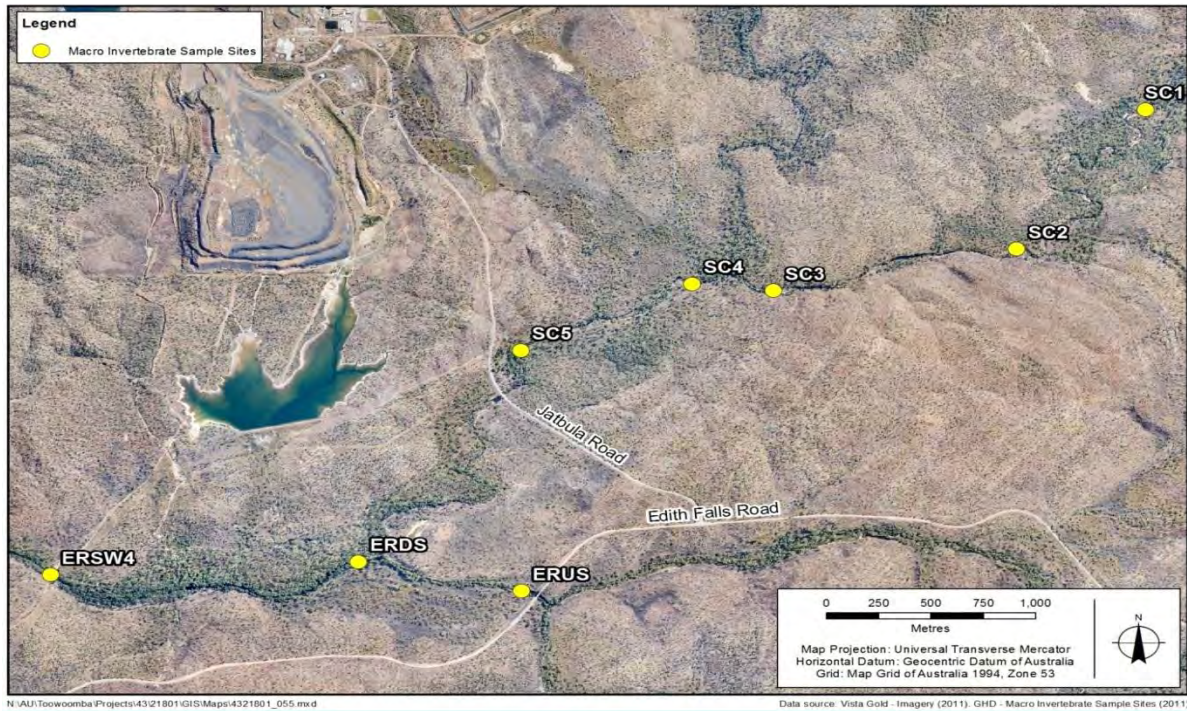 Legend
Macro Invertebrate Sample Sites
SC1
SC2
SC4
SC3
SC5
Jatbula Road
Edith Falls Road
ERSW4
ERDS
ERUS
0 250 500 750 1,000
Metres
Map Projection: Universal Transverse Mercator
Horizontal Datum: Geocentric Datum of Australia
Grid: Map Grid of Australia 1994, Zone 53
N
N:\AU\Toowoomba\Projects\43\21801\GIS\Maps\4321801_055.mxd
Data source: Vista Gold - Imagery (2011). GHD - Macro Invertebrate Sample Sites (2011)